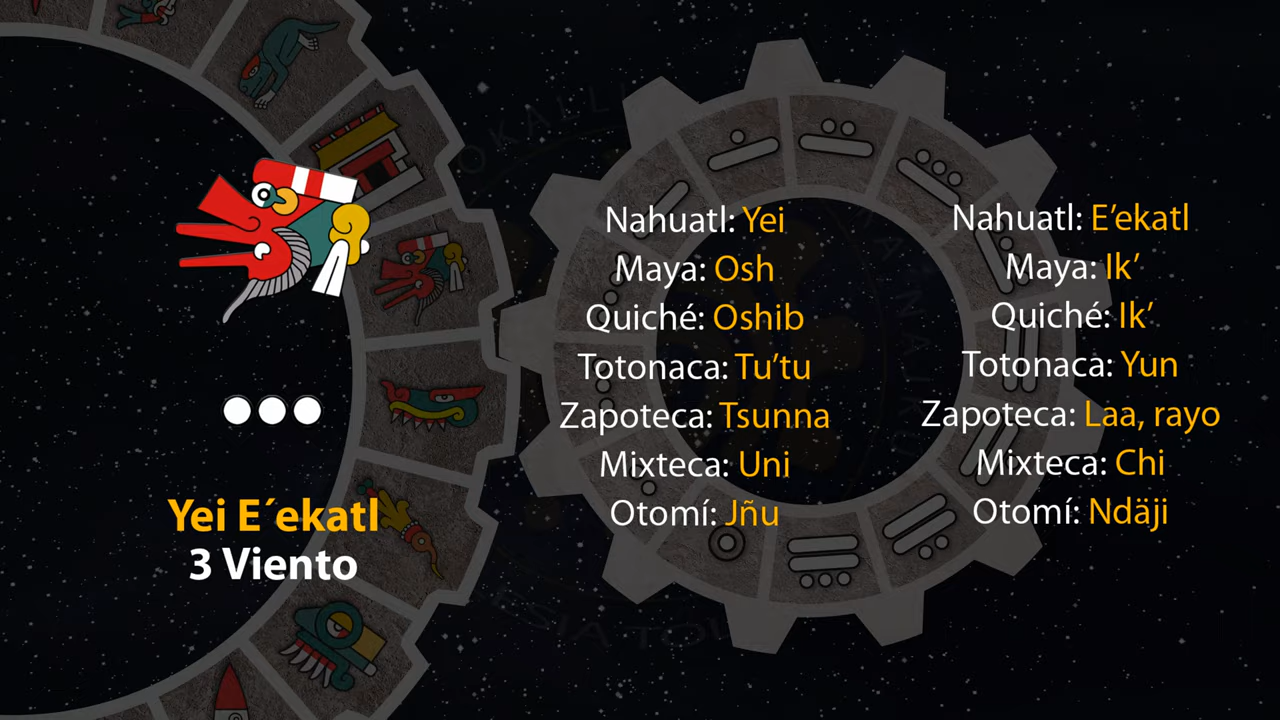 Yei E´ekatl
3 Viento
Nahuatl: Yei
Maya: Osh
Quiché: Oshib
Totonaca: Tu’tu
Zapoteca: Tsunna
Mixteca: Uni
Otomí: Jñu
Nahuatl: E’ekatl
Maya: Ik’
Quiché: Ik’
Totonaca: Yun
Zapoteca: Laa, rayo
Mixteca: Chi
Otomí: Ndäji